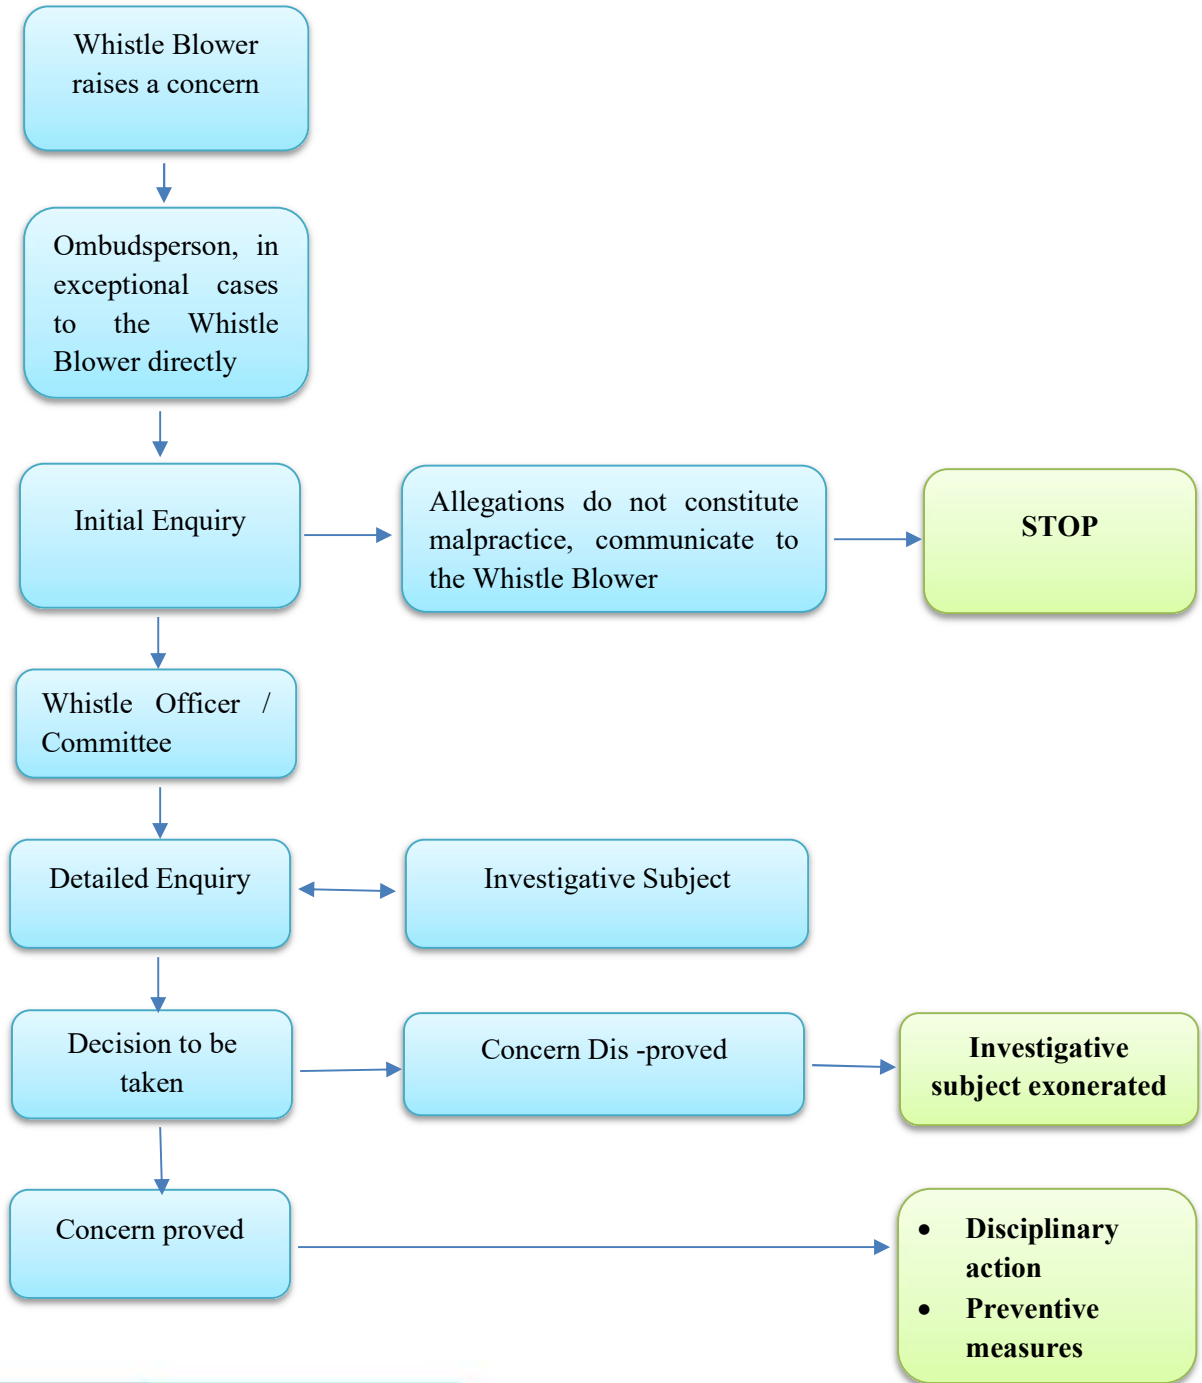 Whistle Blower
raises a concern
Ombudsperson, in
exceptional cases
to the Whistle
Blower directly
Initial Enquiry
Allegations do not constitute
malpractice, communicate to
the Whistle Blower
STOP
Whistle Officer /
Committee
Detailed Enquiry
Investigative Subject
Decision to be
taken
Concern Dis -proved
Investigative
subject exonerated
Concern proved
• Disciplinary
action
• Preventive
measures